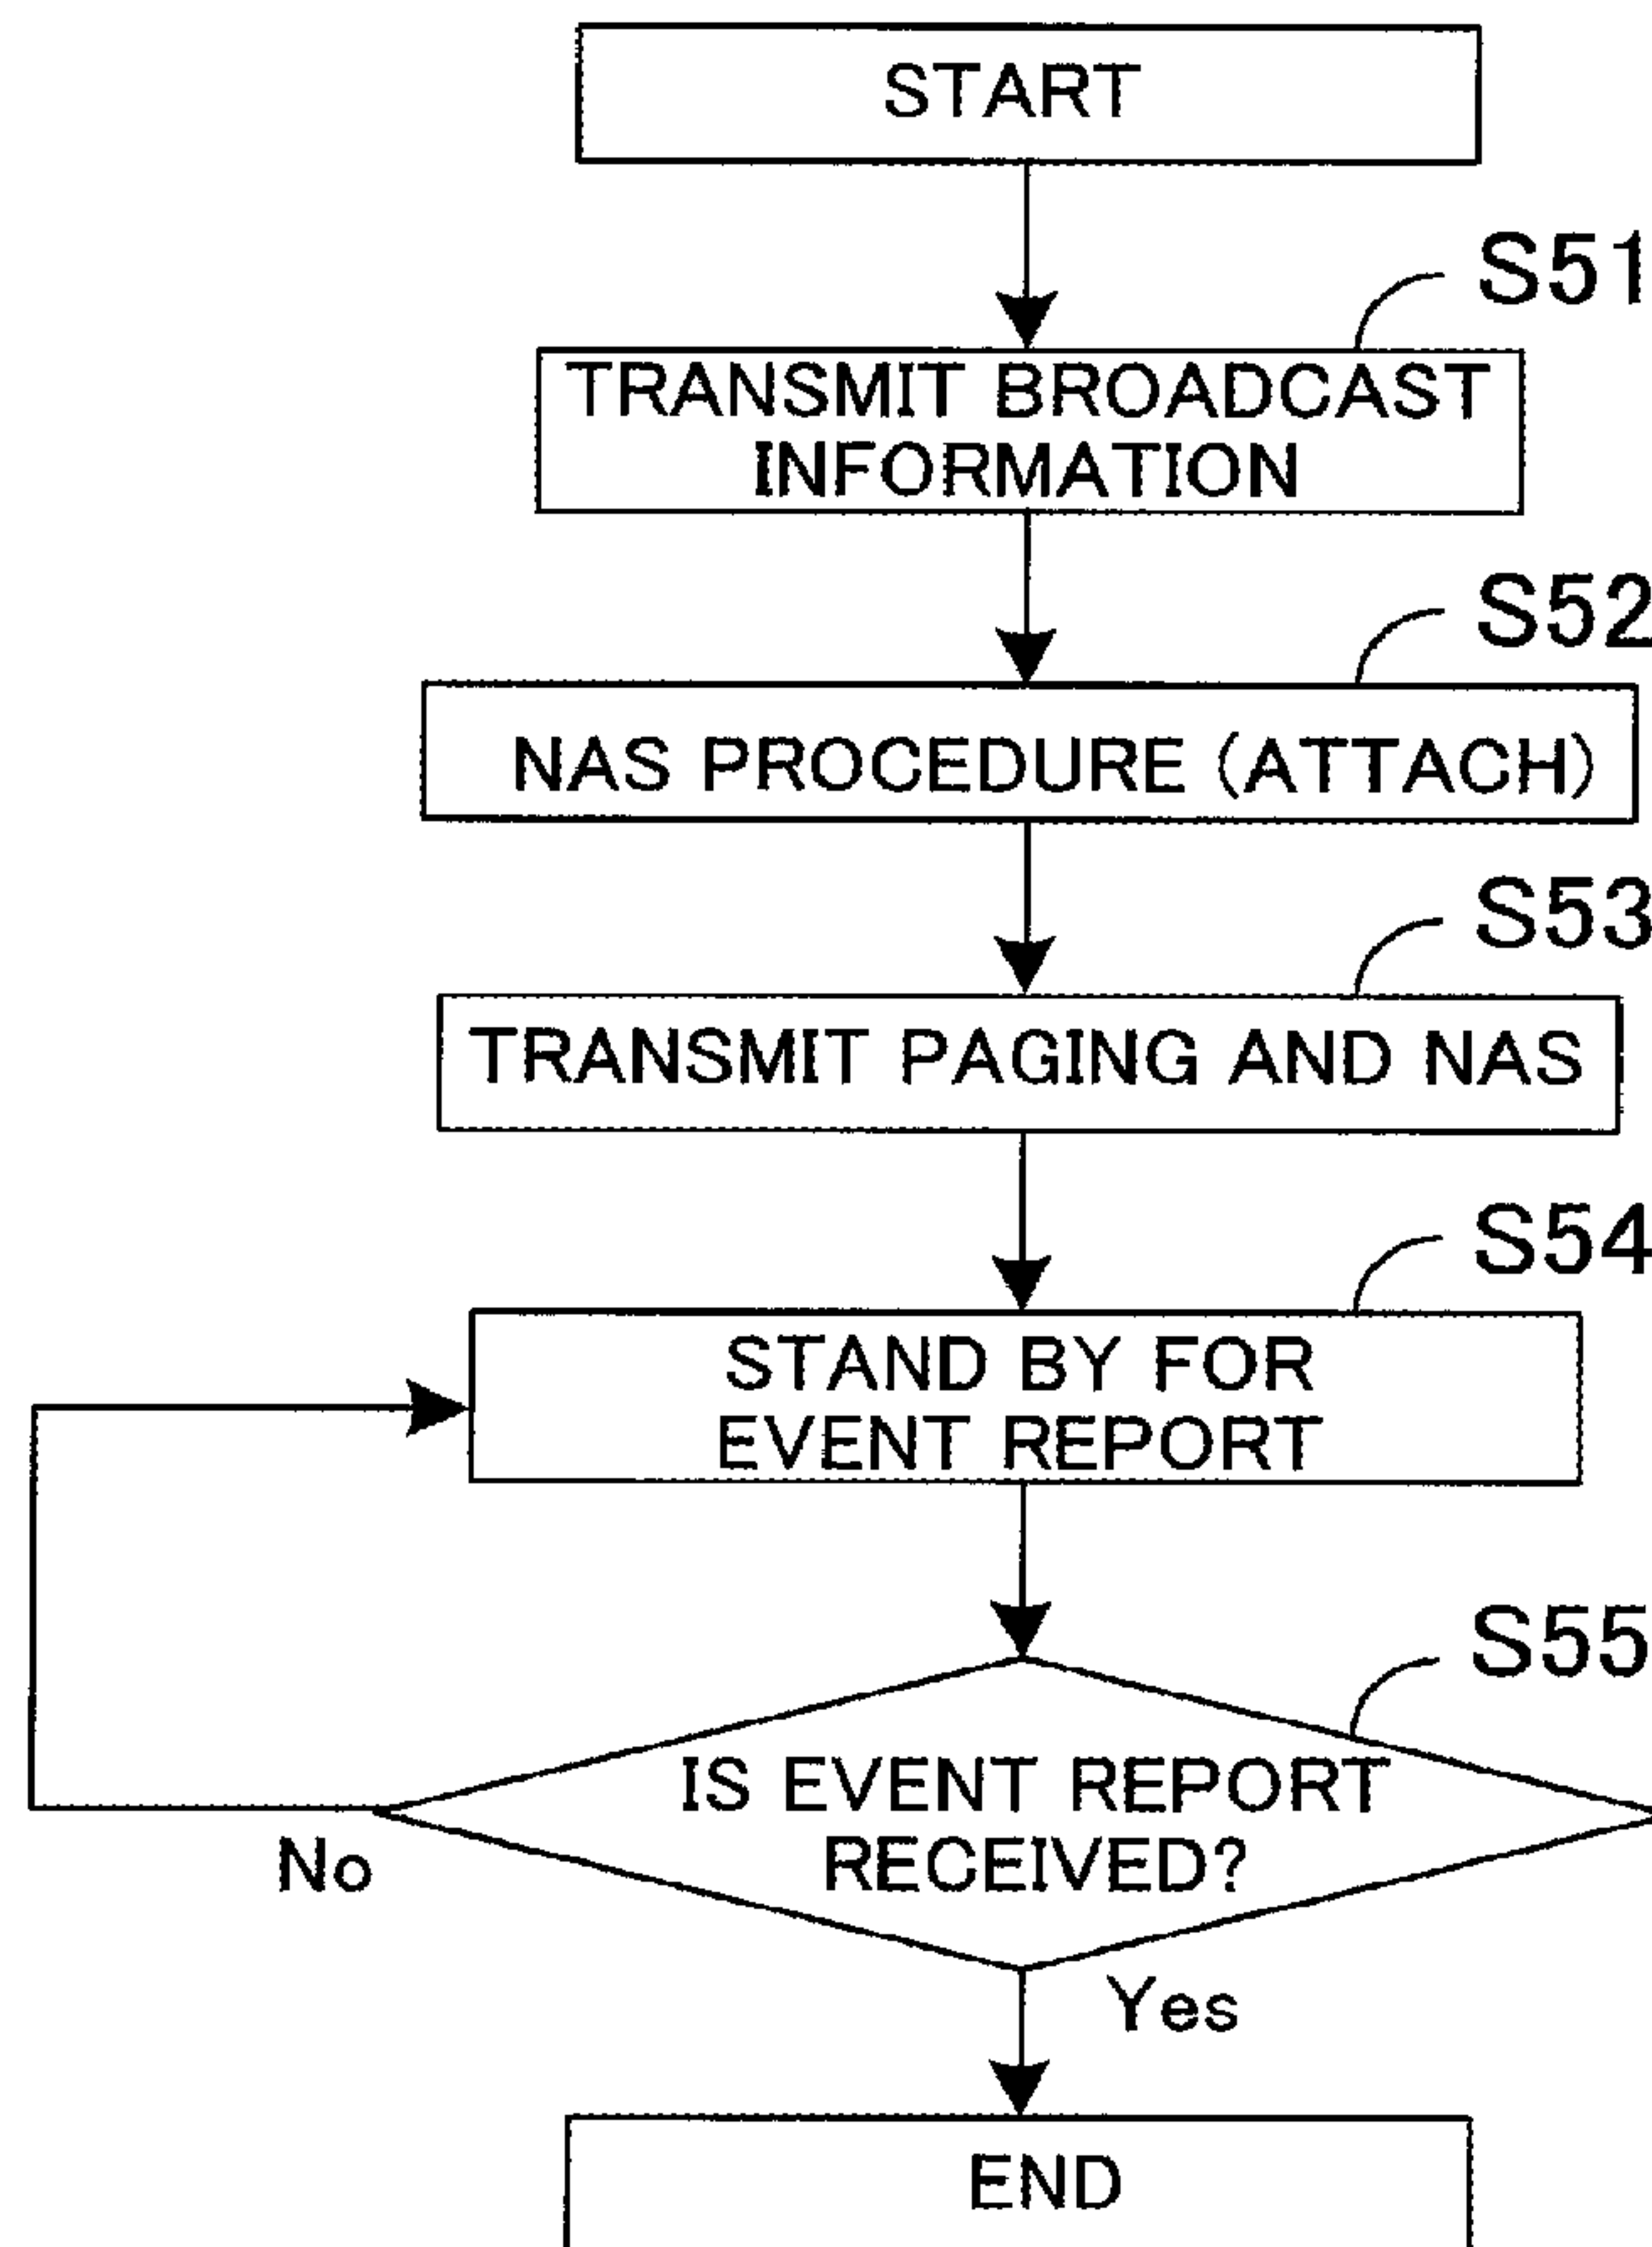 START
S51
TRANSMIT BROADCAST
INFORMATION
S52
NAS PROCEDURE (ATTACH)
S53
TRANSMIT PAGING AND NAS
S54
STAND BY FOR
EVENT REPORT
S55
IS EVENT REPORT
RECEIVED?
No
Yes
END